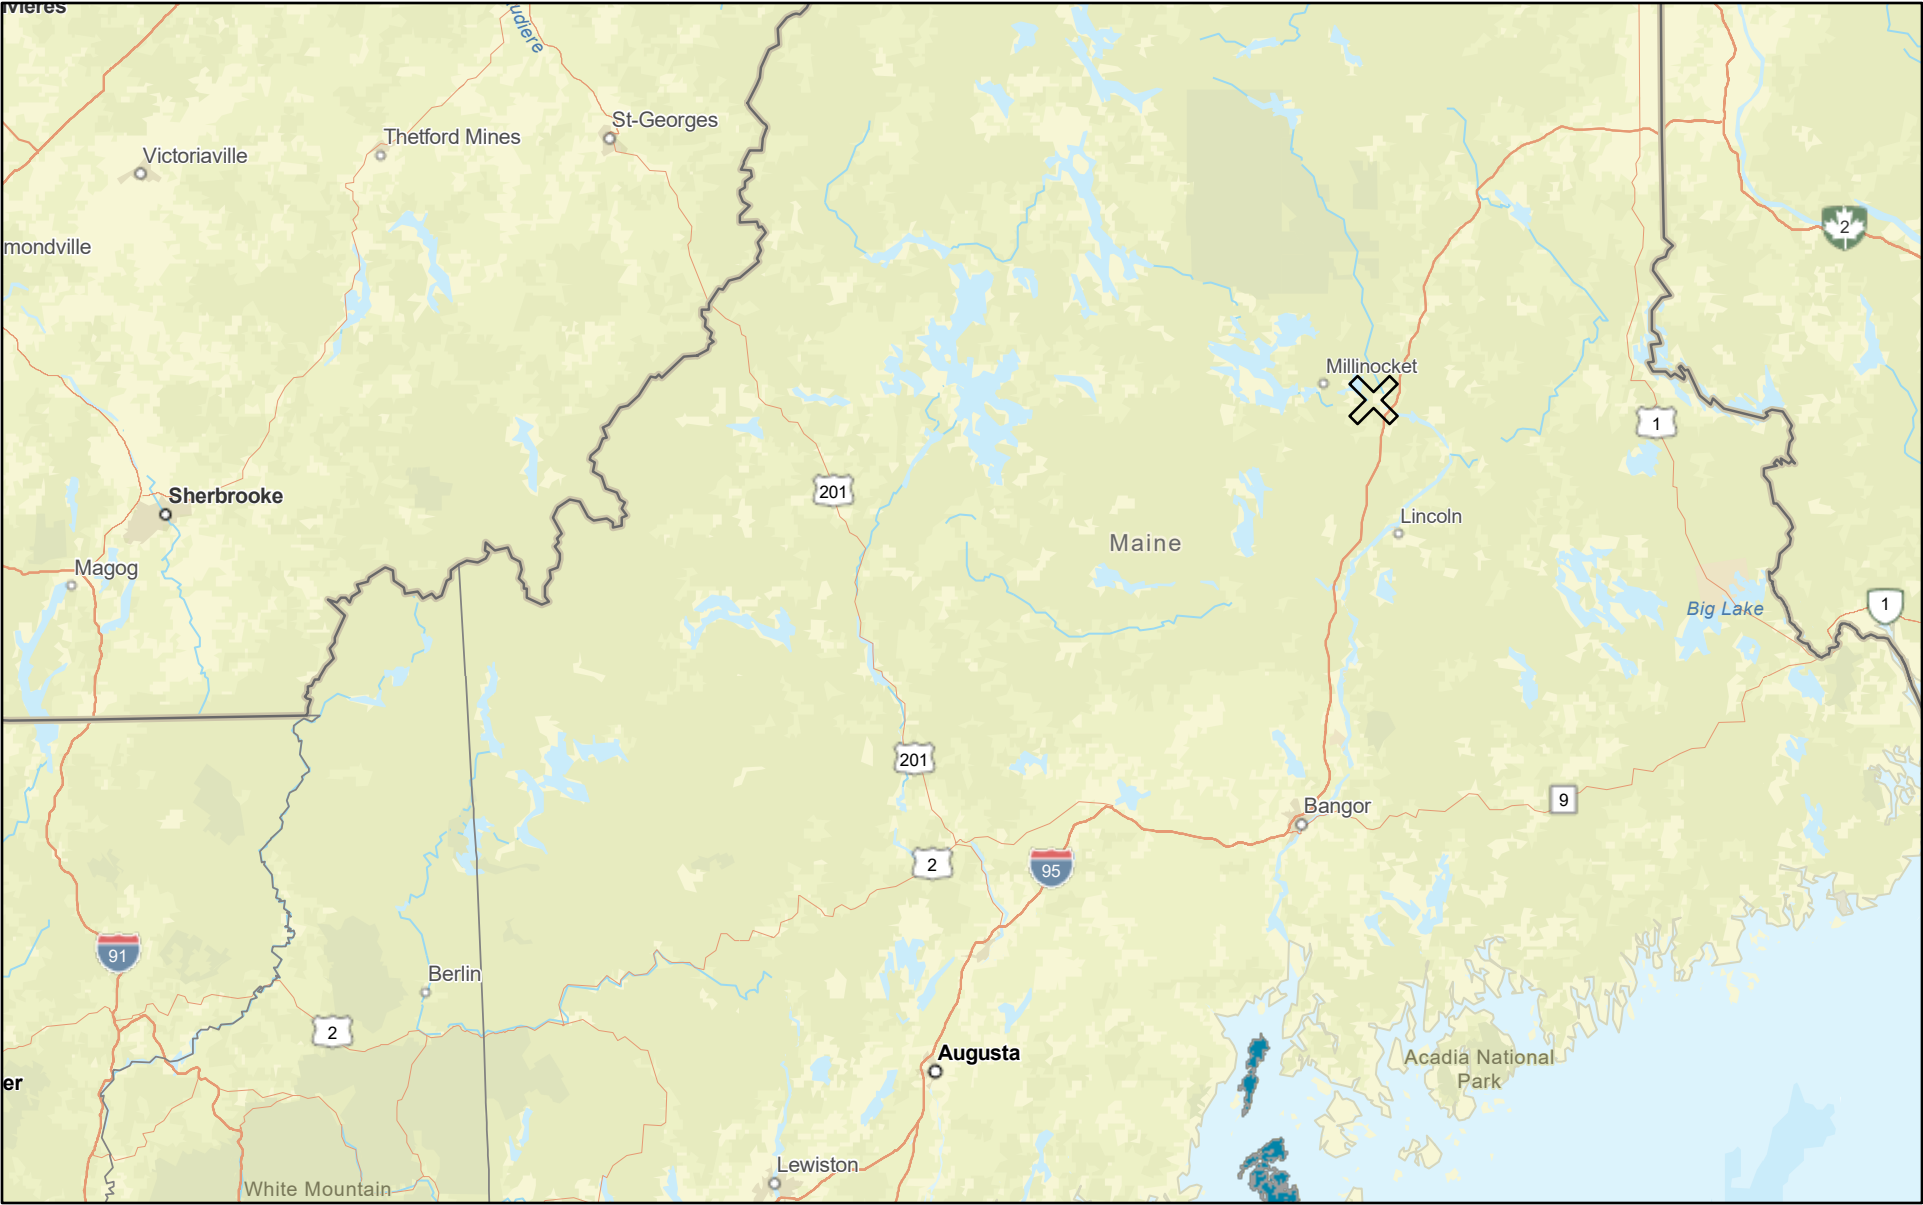 udiere
St-Georges
Thetford Mines
Victoriaville
2
mondville
Millinocket
1
201
Sherbrooke
Lincoln
Maine
Magog
Big Lake
1
201
9
Bangor
2
95
91
Berlin
2
Augusta
Acadia National
Park
er
Lewiston
White Mountain